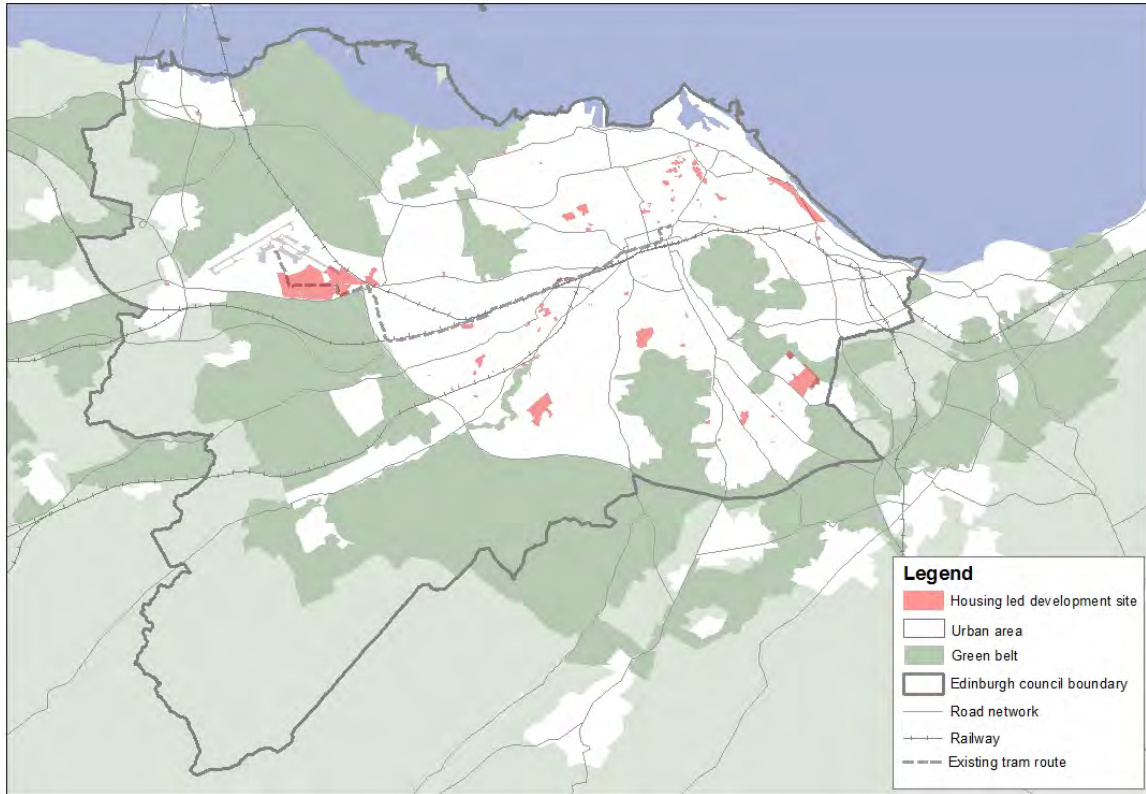 Legend
Housing led development site
Urban area
Green belt
Edinburgh council boundary
Road network
Railway
Existing tram route